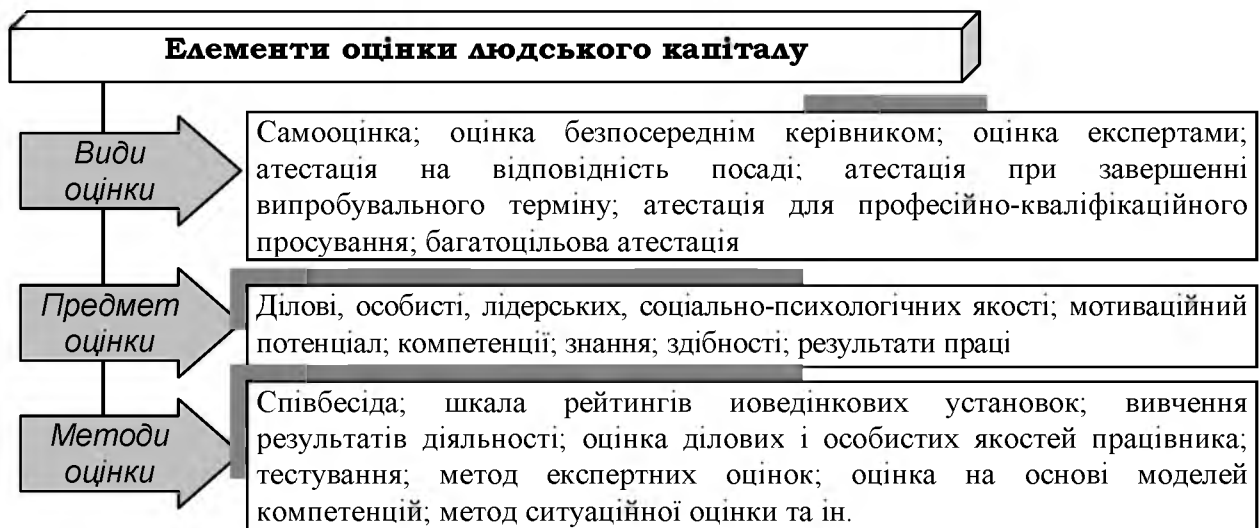 Елементи оцінки людського капіталу
Види
оцінки
Самооцінка; оцінка безпосереднім керівником; оцінка експертами;
атестація на відповідність посаді; атестація при завершенні
випробувального терміну; атестація для професійно-кваліфікаційного
просування; багатоцільова атестація
Предмет
оцінки
Ділові, особисті, лідерських, соціально-психологічних якості; мотиваційний
потенціал; компетенції; знання; здібності; результати праці
Методи
оцінки
Співбесіда; шкала рейтингів иоведінкових установок; вивчення
результатів діяльності; оцінка ділових і особистих якостей працівника;
тестування; метод експертних оцінок; оцінка на основі моделей
компетенцій; метод ситуаційної оцінки та ін.